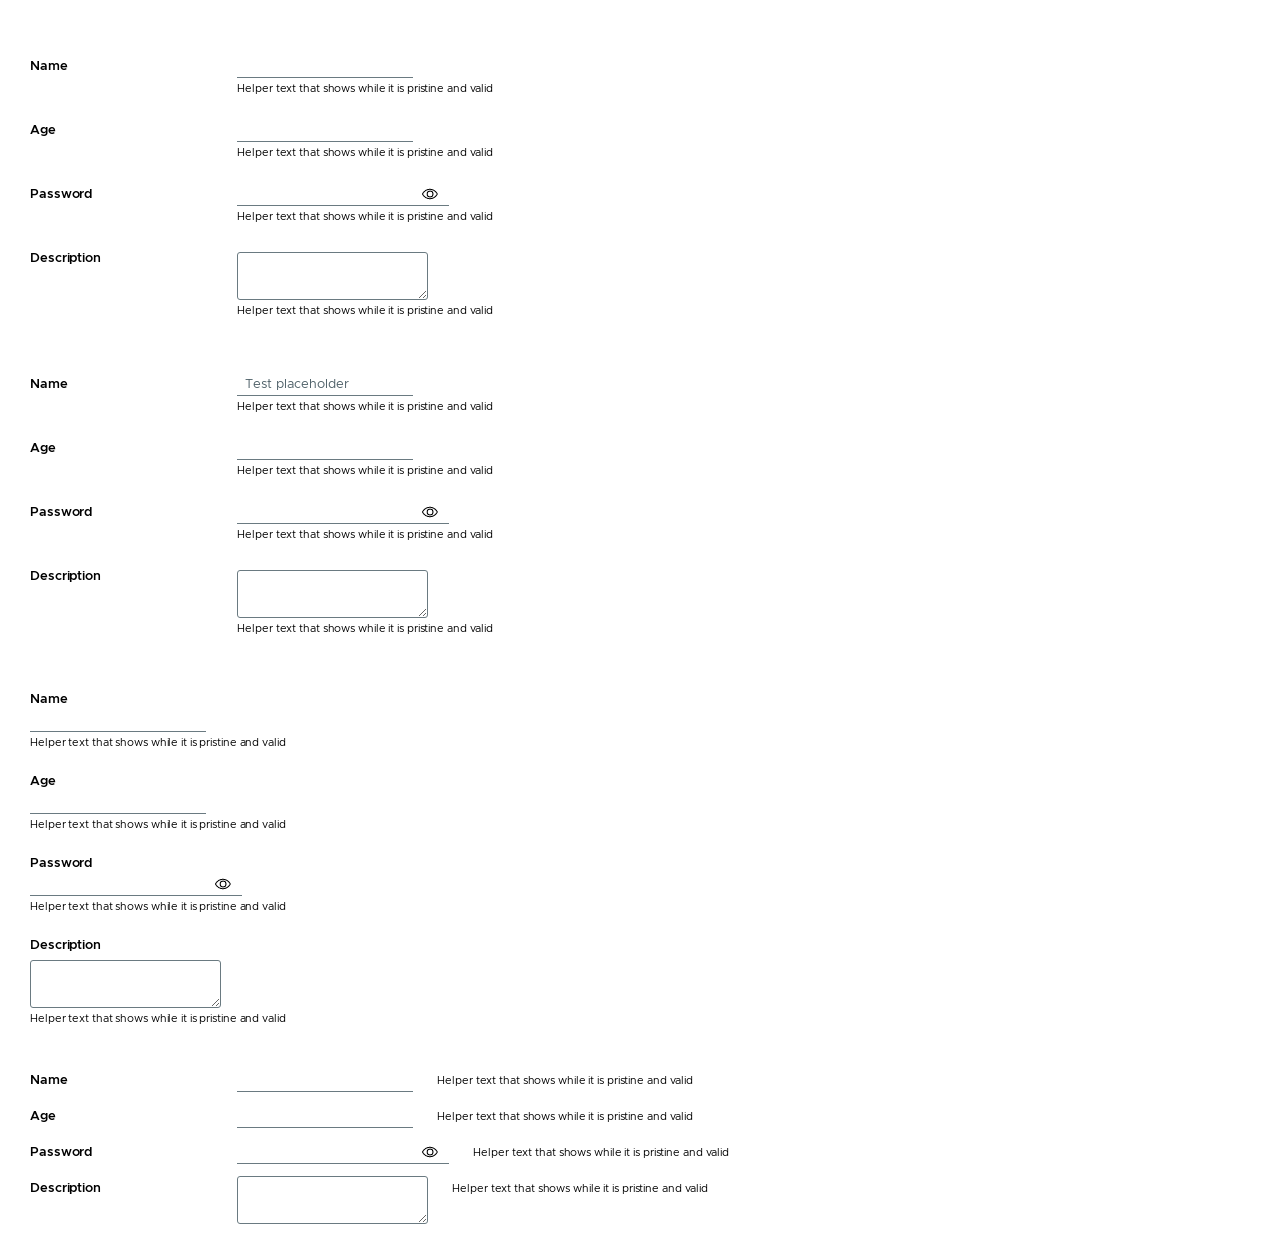 Name
Helper text that shows while it is pristine and valid
Age
Helper text that shows while it is pristine and valid
Password
Helper text that shows while it is pristine and valid
Description
Helper text that shows while it is pristine and valid
Name Test placeholder
Helper text that shows while it is pristine and valid
Age
Helper text that shows while it is pristine and valid
Password
Helper text that shows while it is pristine and valid
Description
Helper text that shows while it is pristine and valid
Name
Helper text that shows while it is pristine and valid
Age
Helper text that shows while it is pristine and valid
Password
Helper text that shows while it is pristine and valid
Description
Helper text that shows while it is pristine and valid
Name Helper text that shows while it is pristine and valid
Age Helper text that shows while it is pristine and valid
Password Helper text that shows while it is pristine and valid
Description Helper text that shows while it is pristine and valid